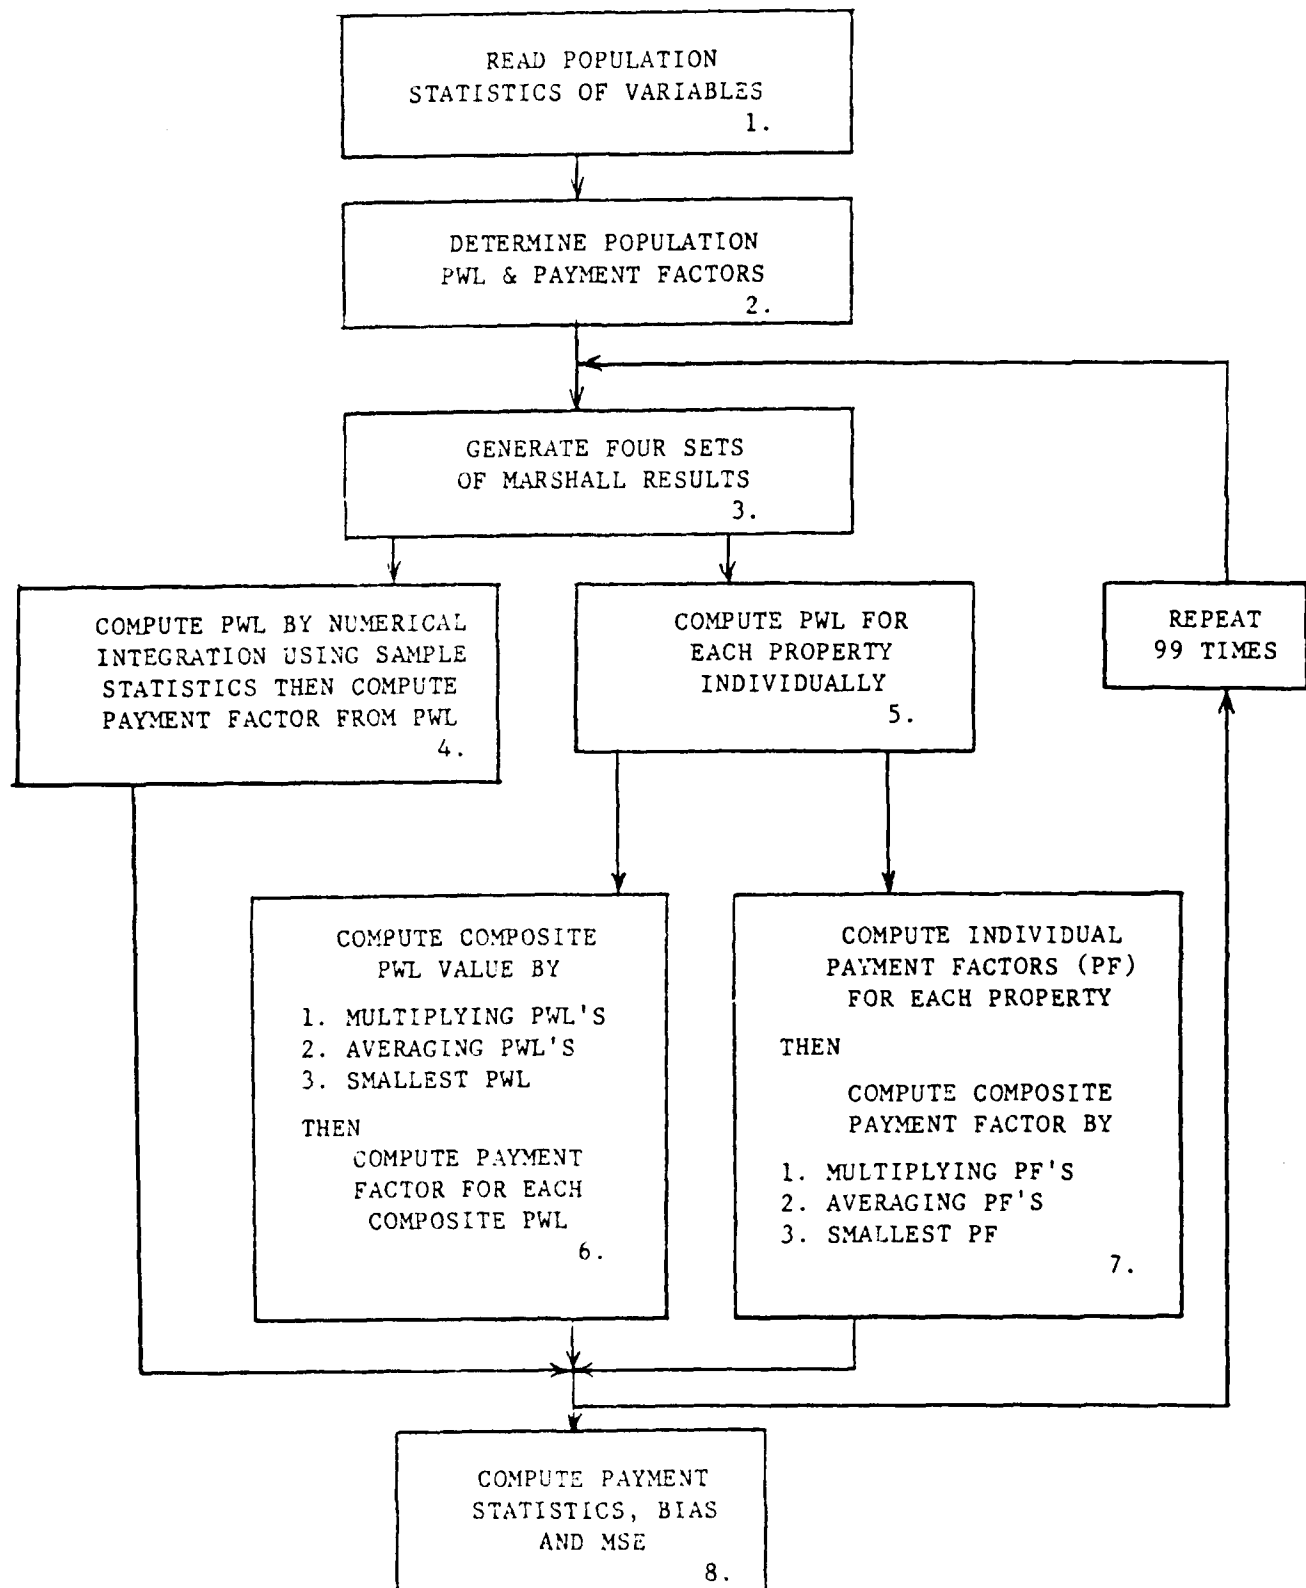 READ POPULATION
STATISTICS OF VARIABLES
1.
DETERMINE POPULATION
PWL & PAYMENT FACTORS
2.
GENERATE FOUR SETS
OF MARSHALL RESULTS
3.
COMPUTE PWL BY NUMERICAL
INTEGRATION USING SAMPLE
STATISTICS THEN COMPUTE
PAYMENT FACTOR FROM PWL
4.
COMPUTE PWL FOR
EACH PROPERTY
INDIVIDUALLY
5.
REPEAT
99 TIMES
COMPUTE COMPOSITE
PWL VALUE BY
1. MULTIPLYING PWL'S
2. AVERAGING PWL'S
3. SMALLEST PWL
THEN
COMPUTE PAYMENT
FACTOR FOR EACH
COMPOSITE PWL
6.
COMPUTE INDIVIDUAL
PAYMENT FACTORS (PF)
FOR EACH PROPERTY
THEN
COMPUTE COMPOSITE
PAYMENT FACTOR BY
1. MULTIPLYING PF'S
2. AVERAGING PF'S
3. SMALLEST PF
7.
COMPUTE PAYMENT
STATISTICS, BIAS
AND MSE
8.